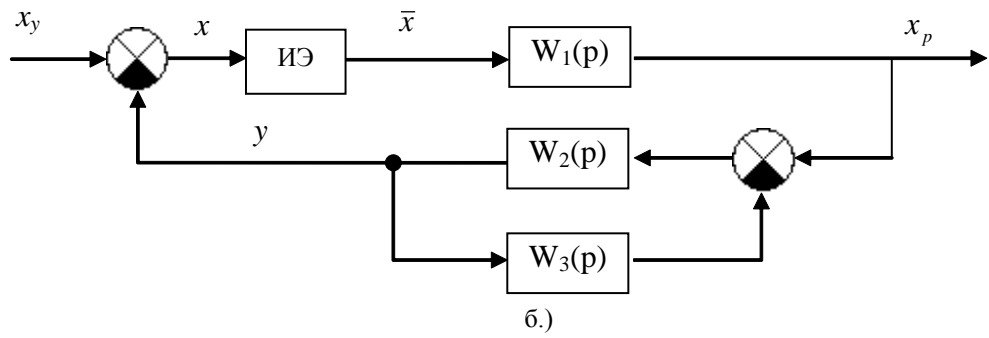 x_y
x
ИЭ
x̅
W₁(p)
x_p
y
W₂(p)
W₃(p)
б.)